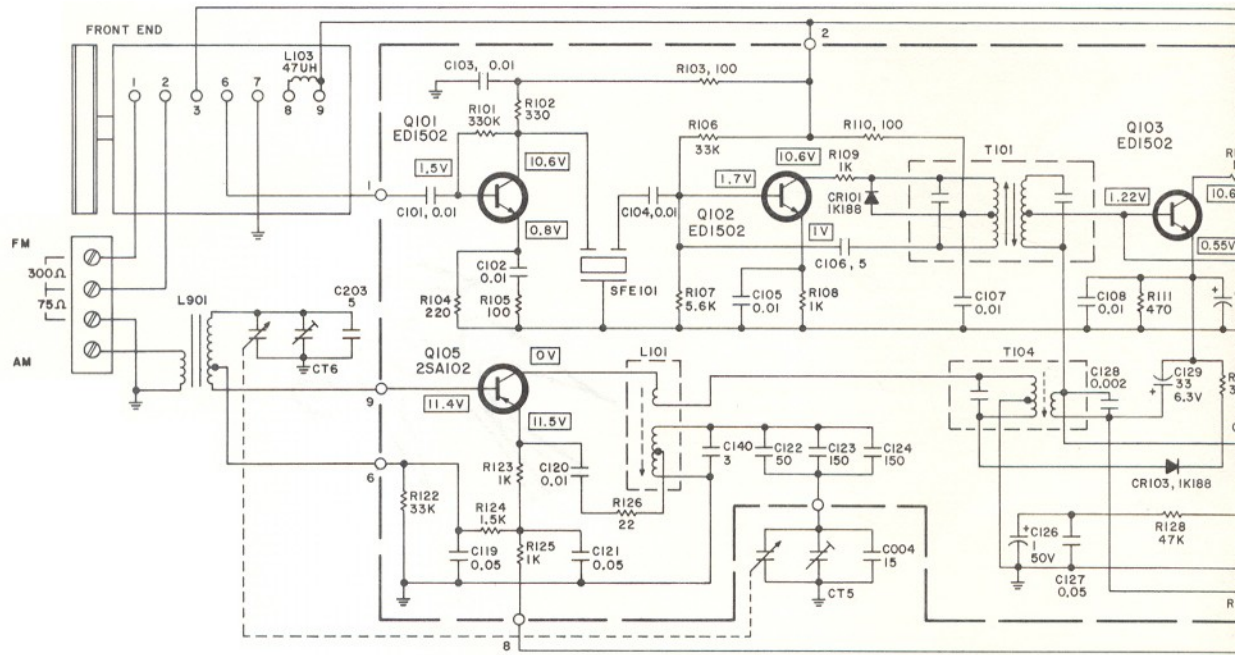 FRONT END
L103
47UH
1
2
3
6
7
8
9
2
C103, 0.01
R103, 100
R102
330
R101
330K
Q101
ED1502
1.5V
10.6V
0.8V
1
C101, 0.01
C102
0.01
R104
220
R105
100
SFE101
C104, 0.01
R106
33K
R110, 100
1.7V
10.6V
R109
1K
CR101
1K188
Q102
ED1502
1V
C106, 5
R107
5.6K
C105
0.01
R108
1K
T101
C107
0.01
Q103
ED1502
1.22V
10.6
0.55V
C108
0.01
R111
470
+
FM
300Ω
75Ω
AM
L901
C203
5
CT6
9
6
Q105
2SA102
0V
11.4V
11.5V
L101
R123
1K
C120
0.01
R126
22
R122
33K
R124
1.5K
C119
0.05
R125
1K
C121
0.05
8
C140
3
C122
50
C123
150
C124
150
C004
15
CT5
T104
C128
0.002
C129
33
6.3V
+
CR103, 1K188
+
C126
1
50V
C127
0.05
R128
47K